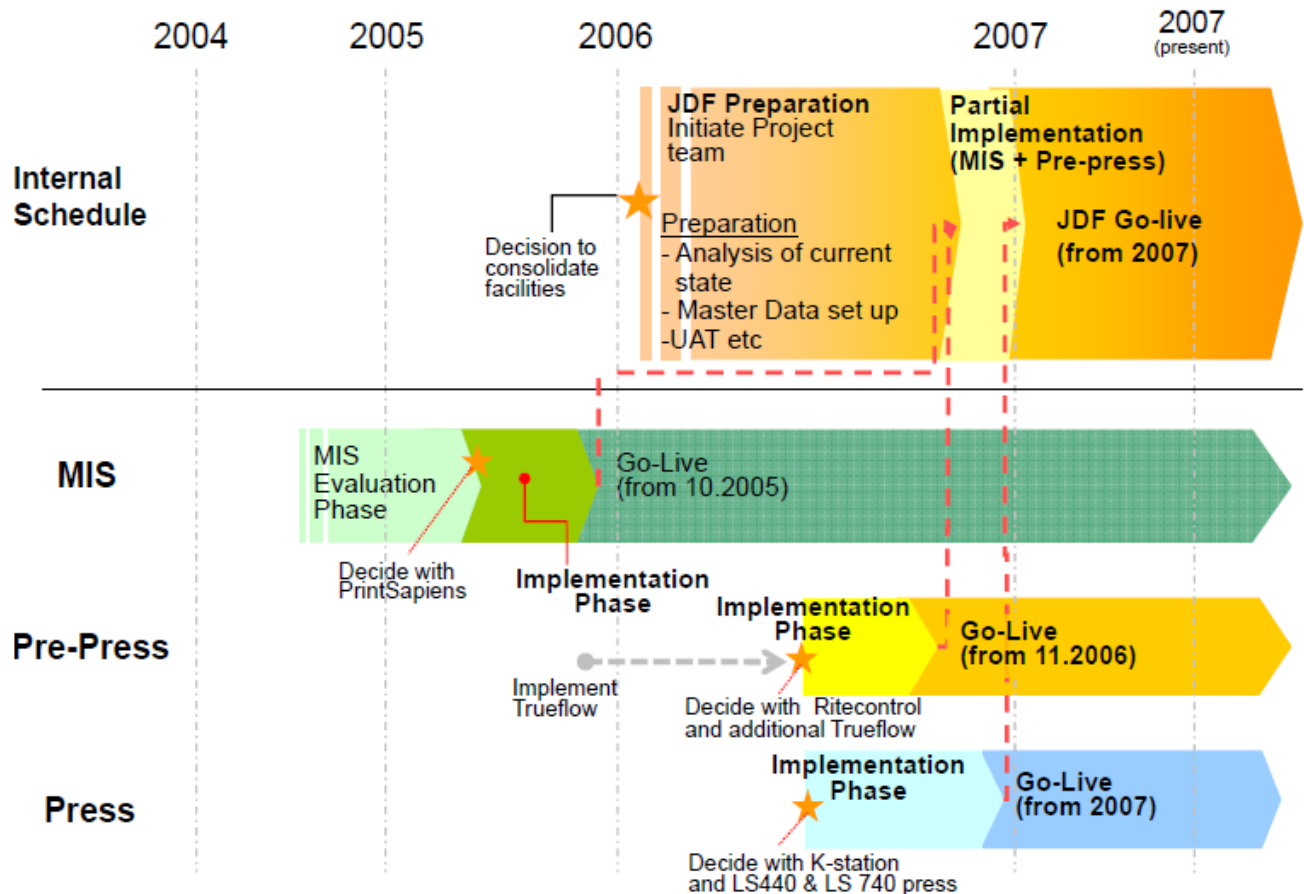 2004
2005
2006
2007
2007
(present)
Internal
Schedule
Decision to
consolidate
facilities
JDF Preparation
Initiate Project
team
Preparation
- Analysis of current
state
- Master Data set up
-UAT etc
Partial
Implementation
(MIS + Pre-press)
JDF Go-live
(from 2007)
MIS
MIS
Evaluation
Phase
Decide with
PrintSapiens
Implementation
Phase
Go-Live
(from 10.2005)
Pre-Press
Implement
Trueflow
Implementation
Phase
Decide with Ritecontrol
and additional Trueflow
Go-Live
(from 11.2006)
Press
Implementation
Phase
Decide with K-station
and LS440 & LS 740 press
Go-Live
(from 2007)